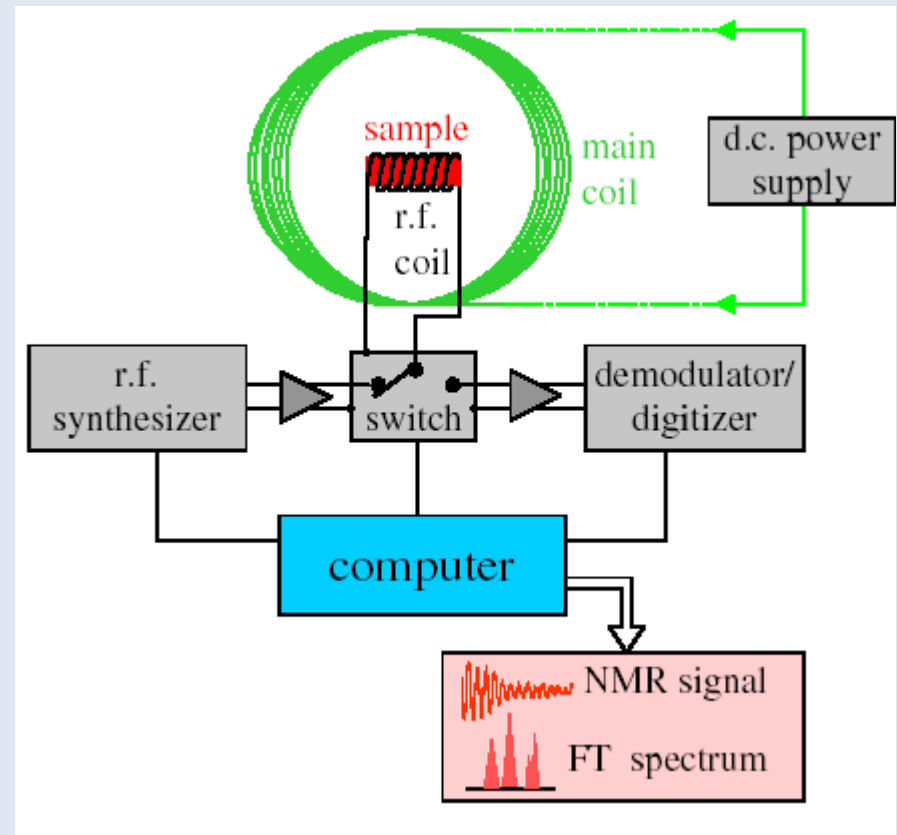 sample
main
coil
d.c. power
supply
r.f.
coil
r.f.
synthesizer
switch
demodulator/
digitizer
computer
NMR signal
FT spectrum